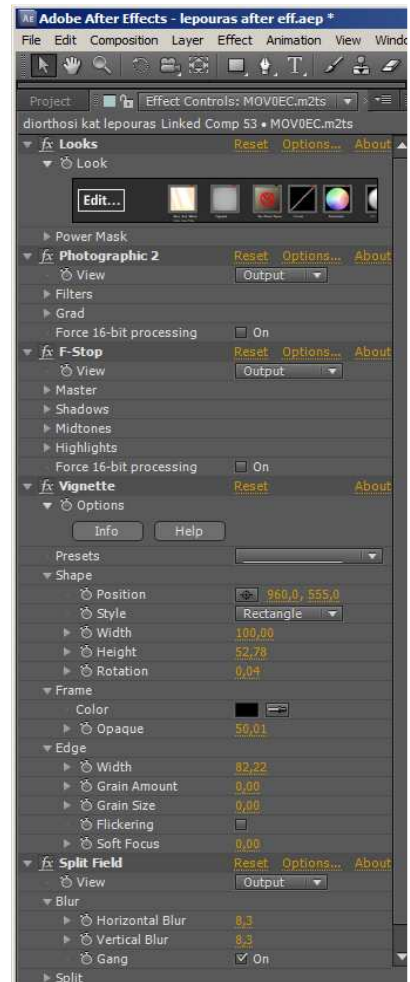 Adobe After Effects - lepouras after eff.aep *
File Edit Composition Layer Effect Animation View Windo
Project Effect Controls: MOV0EC.m2ts
diorthosi kat lepouras Linked Comp 53 • MOV0EC.m2ts
fx Looks Reset Options... About
Look
Edit...
Power Mask
fx Photographic 2 Reset Options... About
View Output
Filters
Grad
Force 16-bit processing On
fx F-Stop Reset Options... About
View Output
Master
Shadows
Midtones
Highlights
Force 16-bit processing On
fx Vignette Reset About
Options
Info Help
Presets
Shape
Position 960,0, 555,0
Style Rectangle
Width 100,00
Height 52,78
Rotation 0,04
Frame
Color
Opaque 50,01
Edge
Width 82,22
Grain Amount 0,00
Grain Size 0,00
Flickering
Soft Focus 0,00
fx Split Field Reset Options... About
View Output
Blur
Horizontal Blur 8,3
Vertical Blur 8,3
Gang On
Split